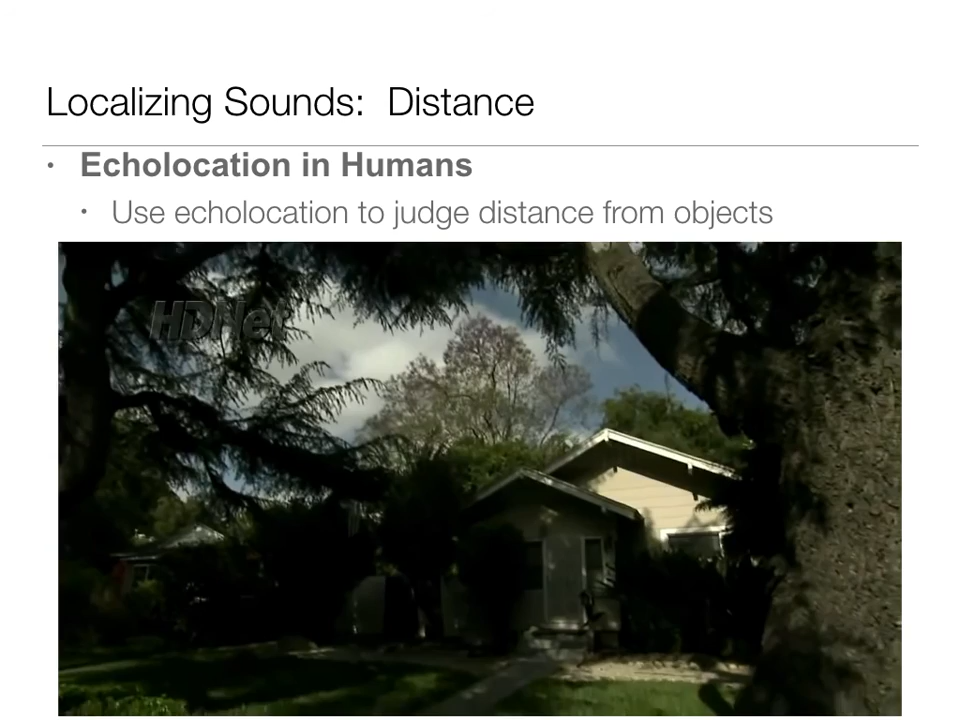 Localizing Sounds: Distance
• Echolocation in Humans
• Use echolocation to judge distance from objects
HDNet